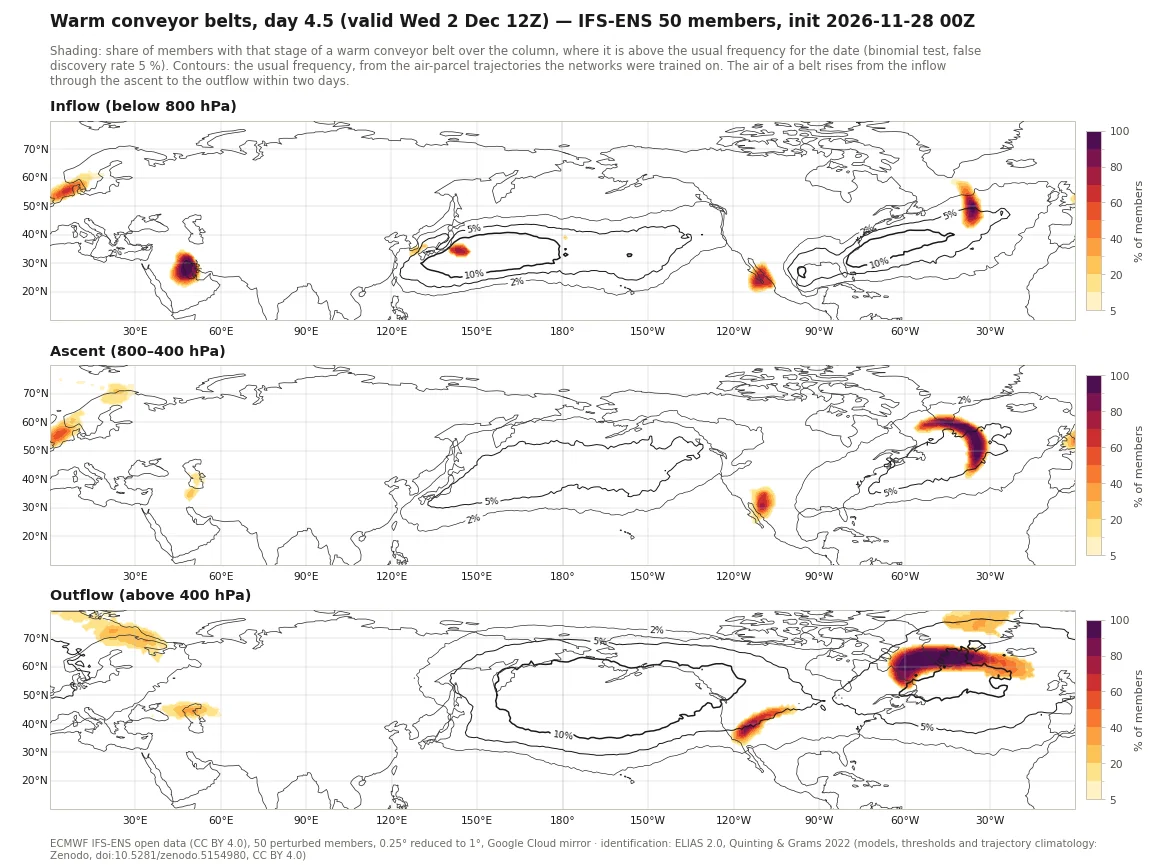 Warm conveyor belts, day 4.5 (valid Wed 2 Dec 12Z) — IFS-ENS 50 members, init 2026-11-28 00Z
Shading: share of members with that stage of a warm conveyor belt over the column, where it is above the usual frequency for the date (binomial test, false
discovery rate 5 %). Contours: the usual frequency, from the air-parcel trajectories the networks were trained on. The air of a belt rises from the inflow
through the ascent to the outflow within two days.
Inflow (below 800 hPa)
70°N
60°N
50°N
40°N
30°N
20°N
5%
10%
2%
5%
10%
30°E 60°E 90°E 120°E 150°E 180° 150°W 120°W 90°W 60°W 30°W
100
80
60
40
20
5
% of members
Ascent (800–400 hPa)
70°N
60°N
50°N
40°N
30°N
20°N
5%
2%
2%
5%
30°E 60°E 90°E 120°E 150°E 180° 150°W 120°W 90°W 60°W 30°W
100
80
60
40
20
5
% of members
Outflow (above 400 hPa)
70°N
60°N
50°N
40°N
30°N
20°N
5%
2%
10%
5%
30°E 60°E 90°E 120°E 150°E 180° 150°W 120°W 90°W 60°W 30°W
100
80
60
40
20
5
% of members
ECMWF IFS-ENS open data (CC BY 4.0), 50 perturbed members, 0.25° reduced to 1°, Google Cloud mirror · identification: ELIAS 2.0, Quinting & Grams 2022 (models, thresholds and trajectory climatology:
Zenodo, doi:10.5281/zenodo.5154980, CC BY 4.0)